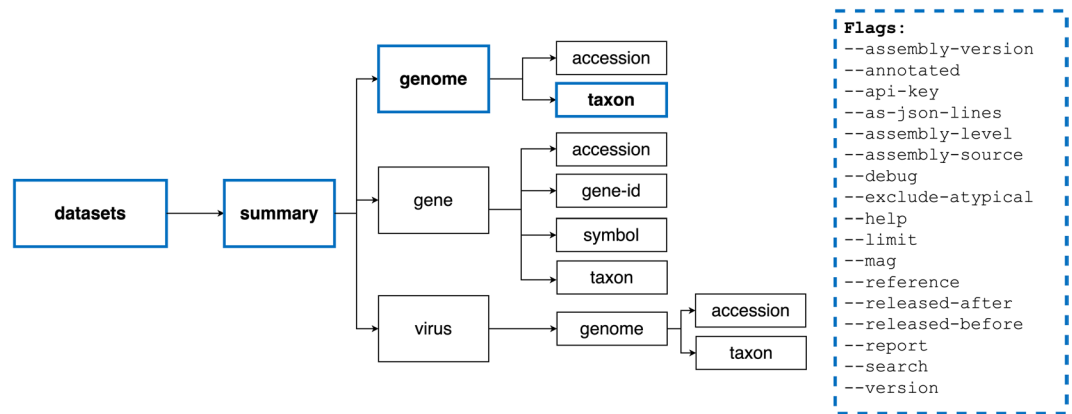 datasets
summary
genome
accession
taxon
gene
accession
gene-id
symbol
taxon
virus
genome
accession
taxon
Flags:
--assembly-version
--annotated
--api-key
--as-json-lines
--assembly-level
--assembly-source
--debug
--exclude-atypical
--help
--limit
--mag
--reference
--released-after
--released-before
--report
--search
--version